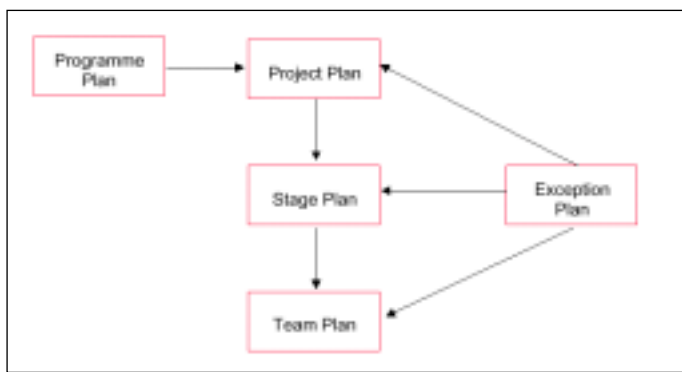 Programme
Plan
Project Plan
Stage Plan
Exception
Plan
Team Plan